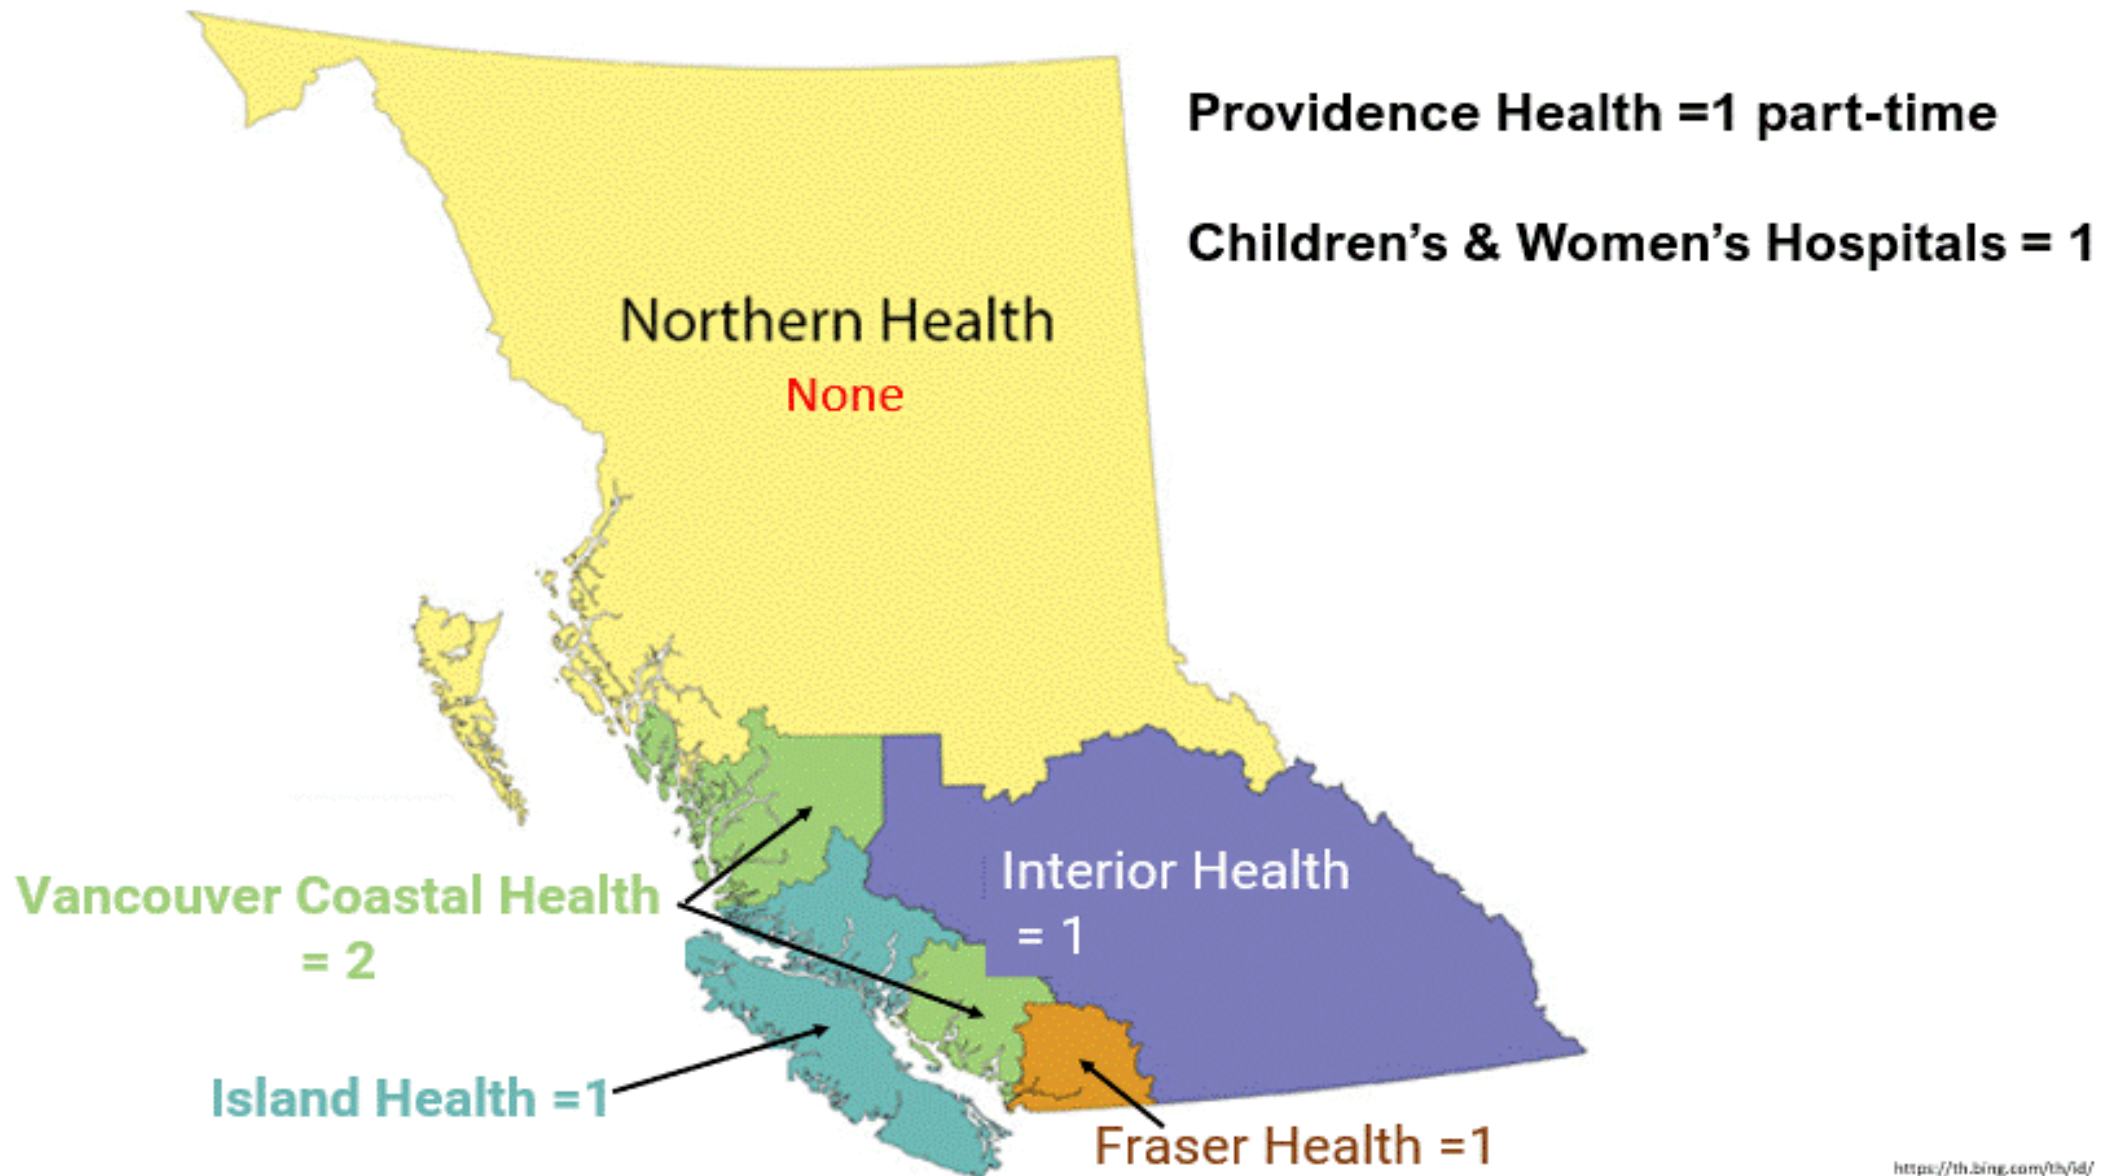 Providence Health =1 part-time
Children’s & Women’s Hospitals = 1
Northern Health
None
Interior Health
= 1
Vancouver Coastal Health
= 2
Island Health =1
Fraser Health =1
https://th.bing.com/th/id/